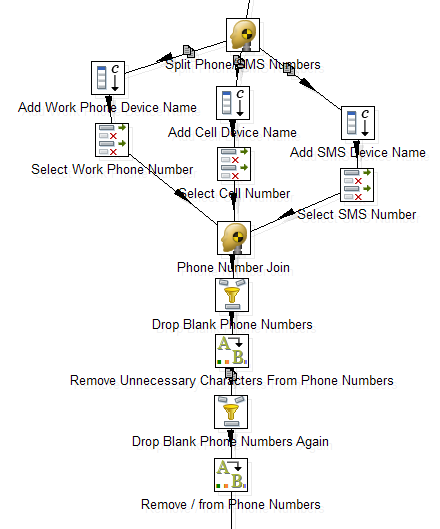 Split Phone/SMS Numbers
Add Work Phone Device Name
Add Cell Device Name
Add SMS Device Name
Select Work Phone Number
Select Cell Number
Select SMS Number
Phone Number Join
Drop Blank Phone Numbers
Remove Unnecessary Characters From Phone Numbers
Drop Blank Phone Numbers Again
Remove / from Phone Numbers